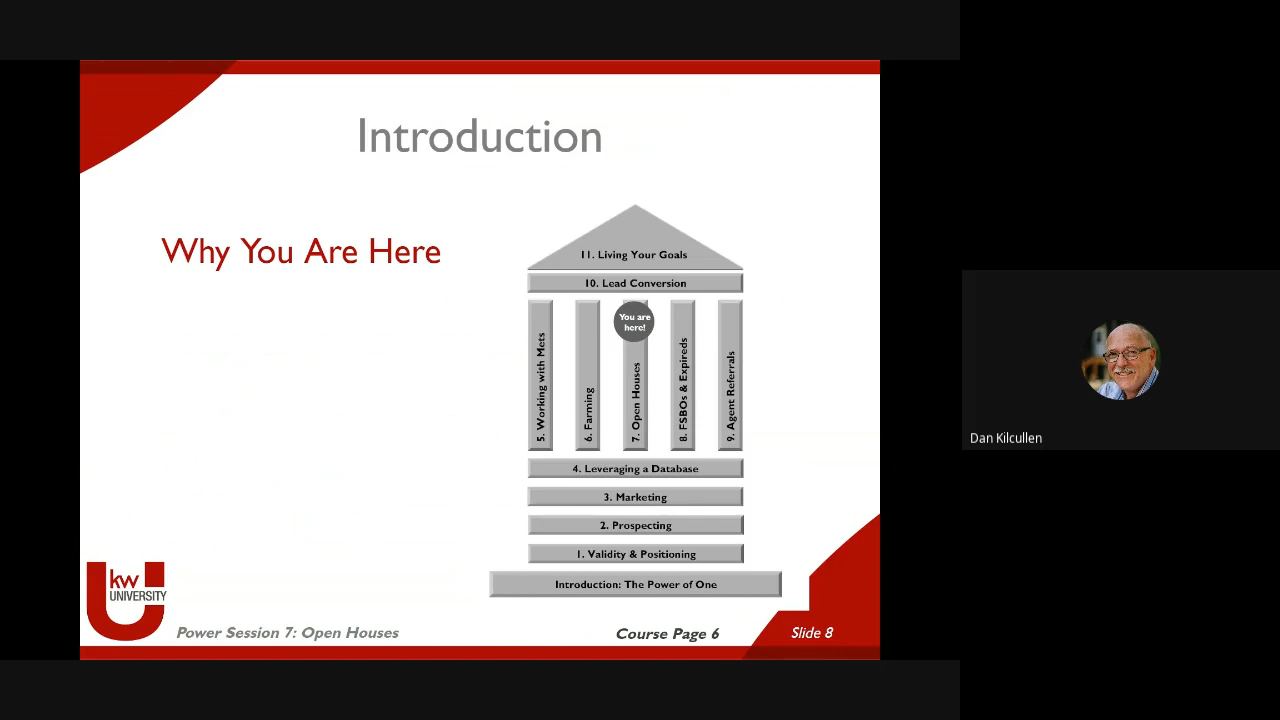 Introduction
Why You Are Here
11. Living Your Goals
10. Lead Conversion
You are
here!
5. Working with Mets
6. Farming
7. Open Houses
8. FSBOs & Expireds
9. Agent Referrals
4. Leveraging a Database
3. Marketing
2. Prospecting
1. Validity & Positioning
Introduction: The Power of One
kw
UNIVERSITY
Power Session 7: Open Houses
Course Page 6
Slide 8
Dan Kilcullen